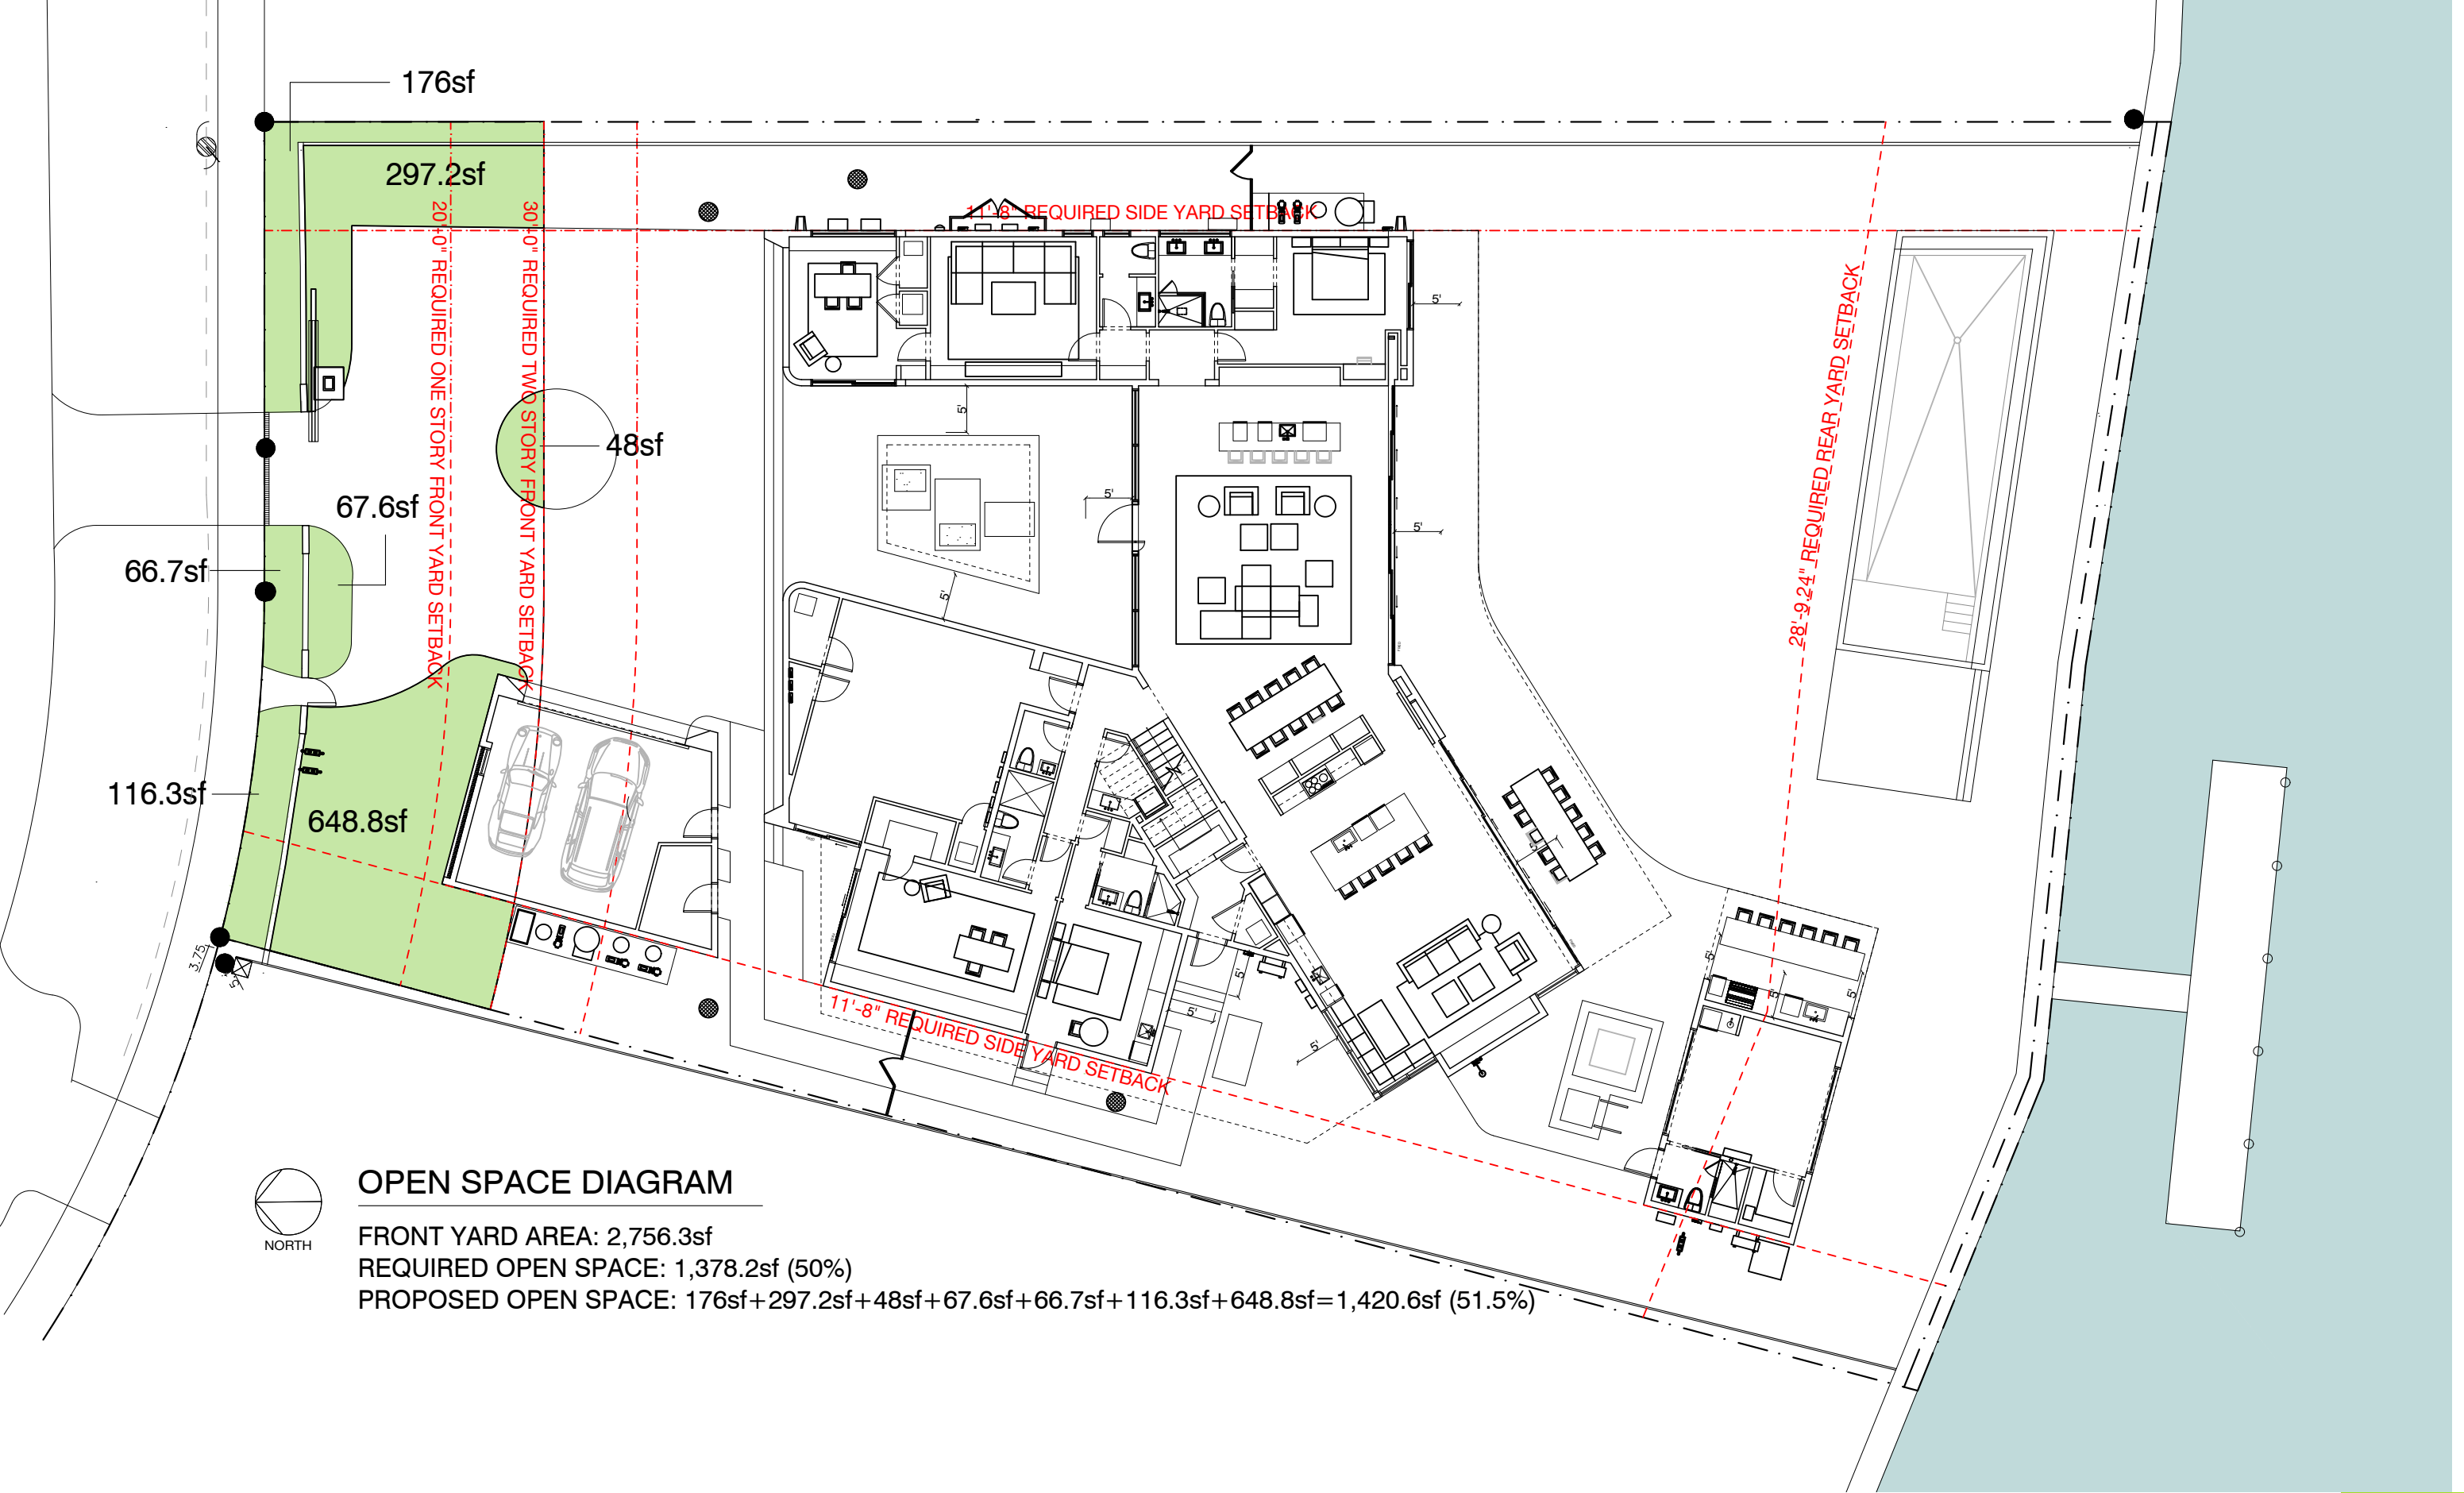 176sf
297.2sf
11'-8" REQUIRED SIDE YARD SETBACK
20'-0" REQUIRED ONE STORY FRONT YARD SETBACK
30'-0" REQUIRED TWO STORY FRONT YARD SETBACK
28'-9.24" REQUIRED REAR YARD SETBACK
5'
5'
48sf
5'
67.6sf
5'
66.7sf
5'
116.3sf
648.8sf
5'
3.75
5'
5'
5'
5'
5'
5'
5'
11'-8" REQUIRED SIDE YARD SETBACK
NORTH
OPEN SPACE DIAGRAM
FRONT YARD AREA: 2,756.3sf
REQUIRED OPEN SPACE: 1,378.2sf (50%)
PROPOSED OPEN SPACE: 176sf+297.2sf+48sf+67.6sf+66.7sf+116.3sf+648.8sf=1,420.6sf (51.5%)